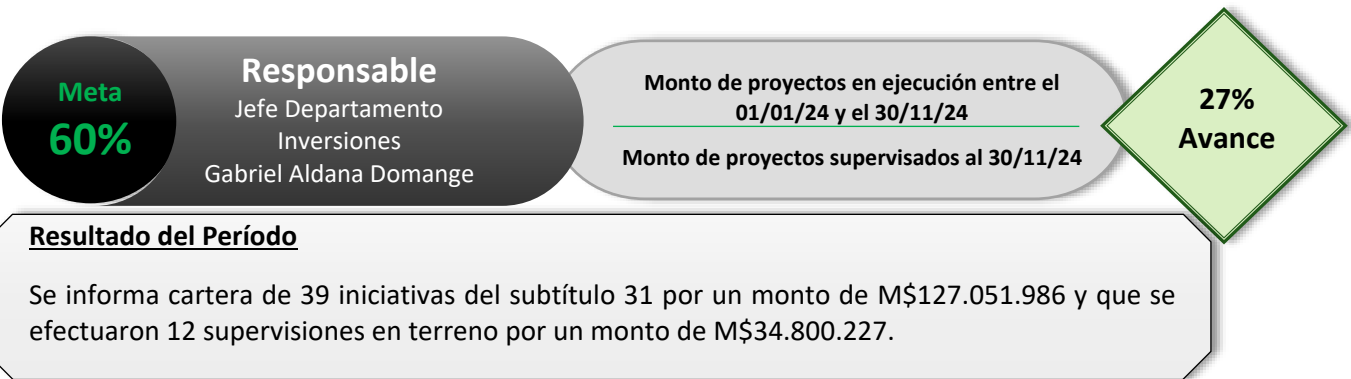 Meta
60%
Responsable
Jefe Departamento
Inversiones
Gabriel Aldana Domange
Monto de proyectos en ejecución entre el
01/01/24 y el 30/11/24
Monto de proyectos supervisados al 30/11/24
27%
Avance
Resultado del Período
Se informa cartera de 39 iniciativas del subtítulo 31 por un monto de M$127.051.986 y que se
efectuaron 12 supervisiones en terreno por un monto de M$34.800.227.